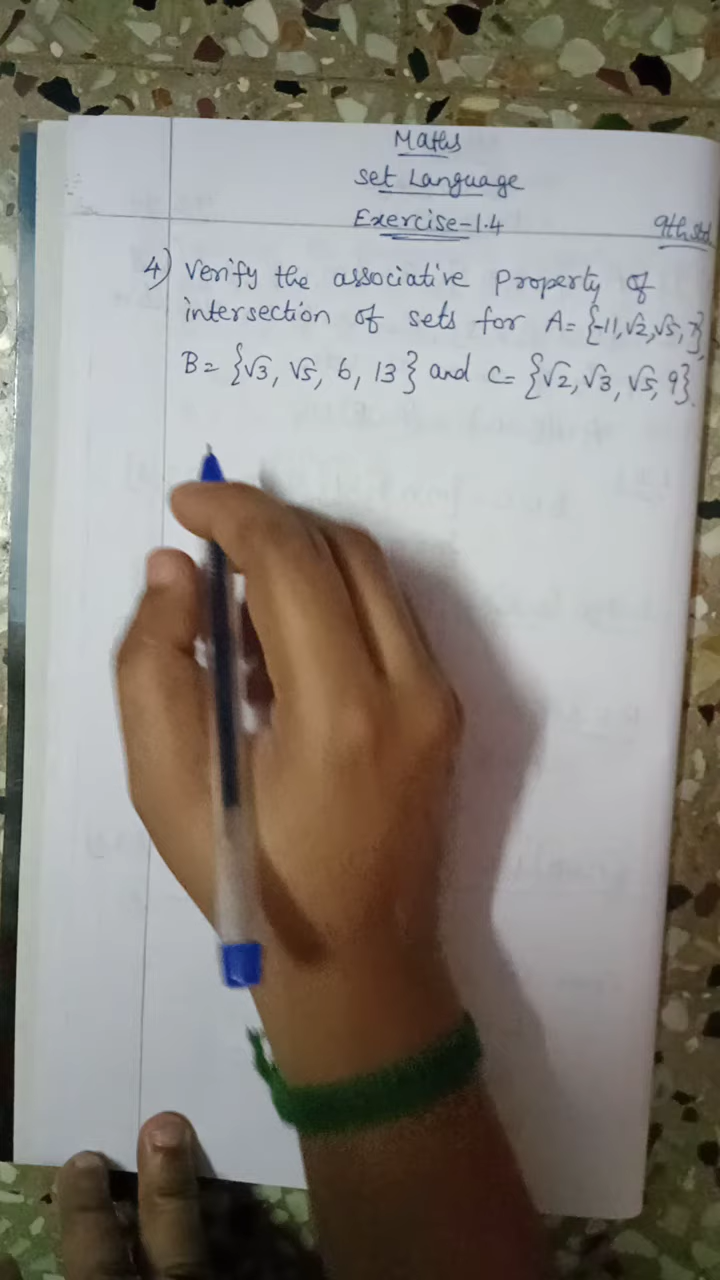 Maths
Set Language
Exercise-1.4
9th std
4) Verify the associative Property of
intersection of sets for A= {-11, √2, √5, 7},
B= {√3, √5, 6, 13} and C= {√2, √3, √5, 9}.